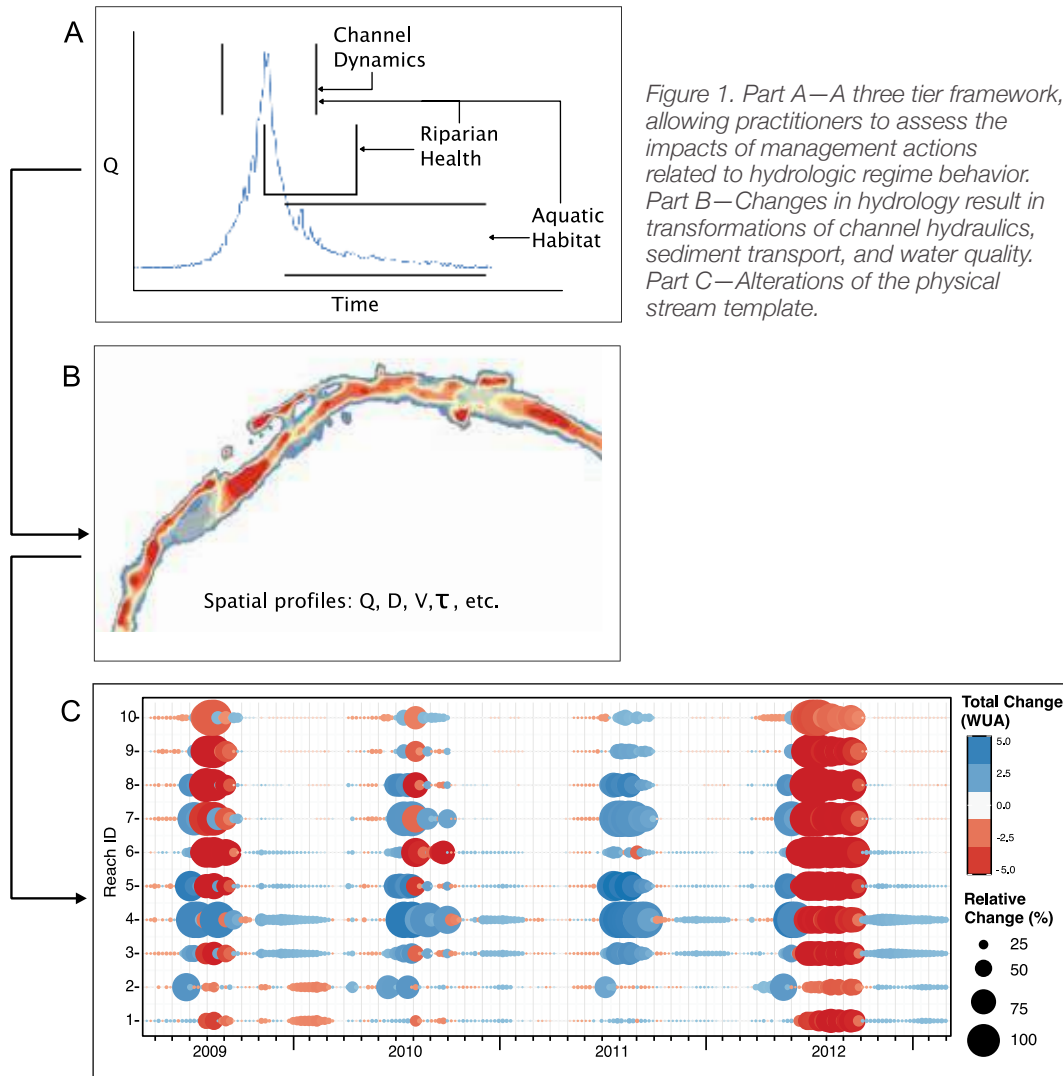 A
Channel
Dynamics
Riparian
Health
Aquatic
Habitat
Q
Time
Figure 1. Part A—A three tier framework,
allowing practitioners to assess the
impacts of management actions
related to hydrologic regime behavior.
Part B—Changes in hydrology result in
transformations of channel hydraulics,
sediment transport, and water quality.
Part C—Alterations of the physical
stream template.
B
Spatial profiles: Q, D, V, τ, etc.
C
Reach ID
10
9
8
7
6
5
4
3
2
1
2009 2010 2011 2012
Total Change
(WUA)
5.0
2.5
0.0
-2.5
-5.0
Relative
Change (%)
25
50
75
100